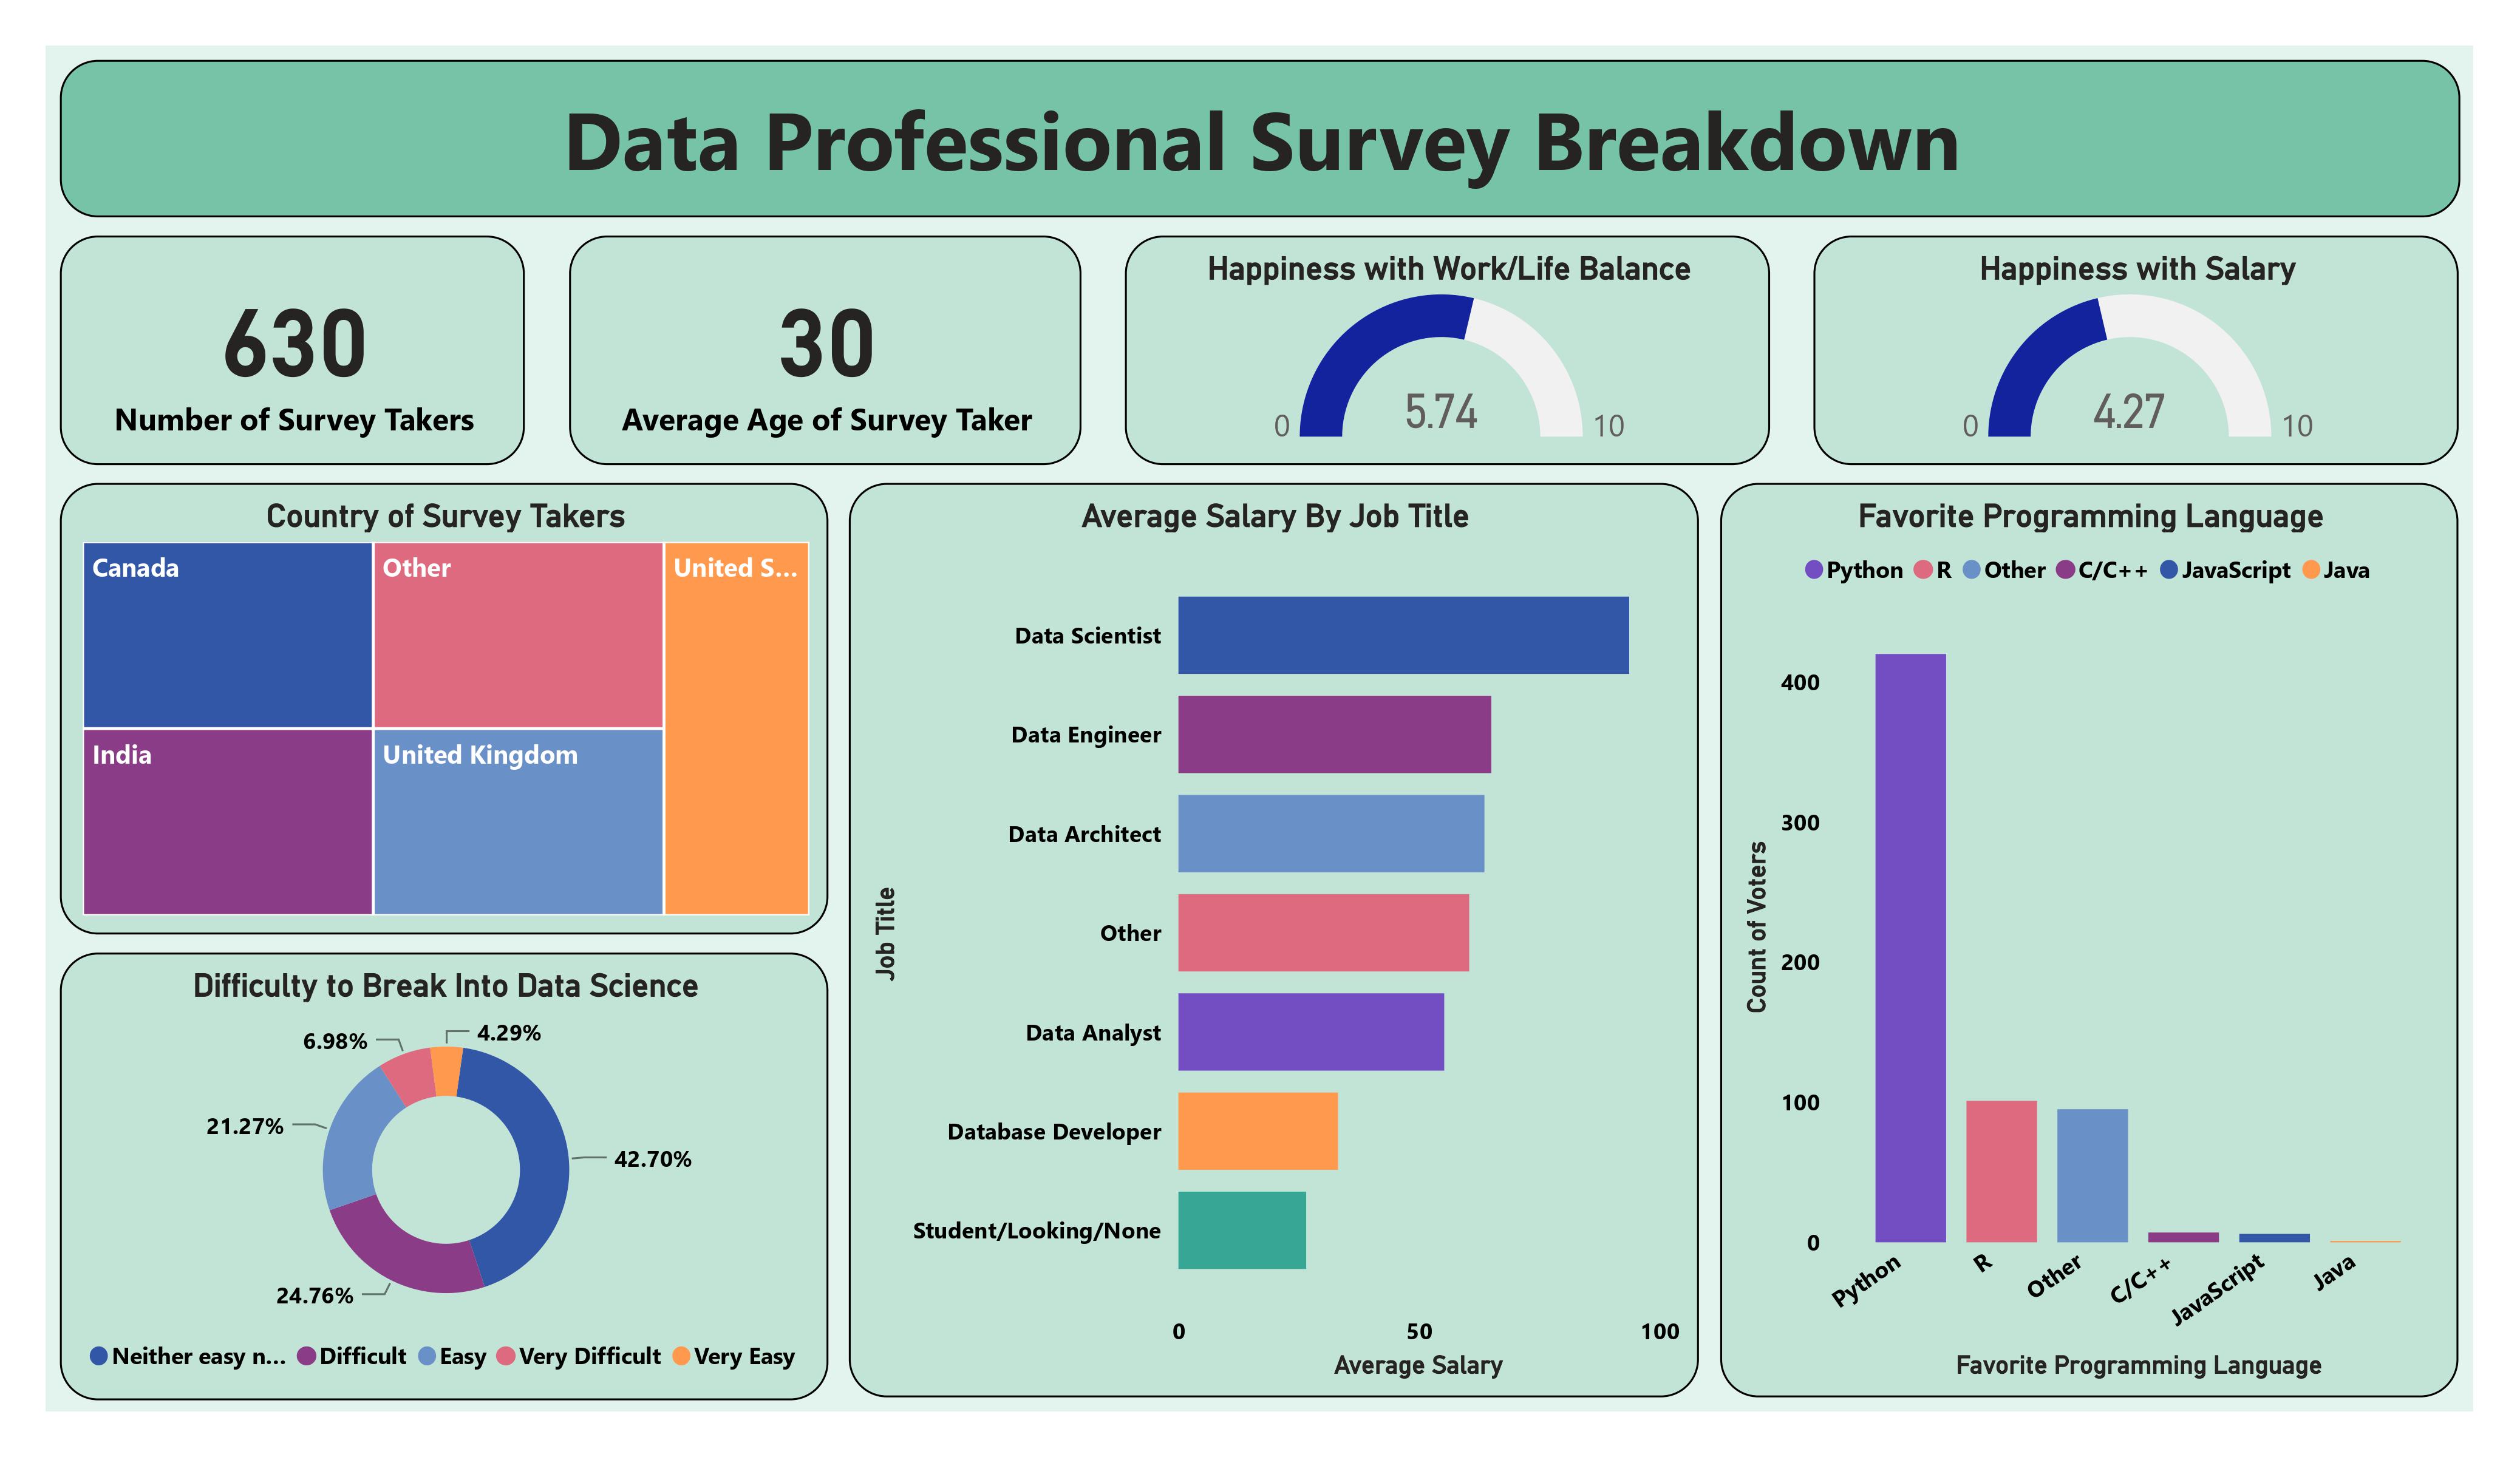 Data Professional Survey Breakdown
630
Number of Survey Takers
30
Average Age of Survey Taker
Happiness with Work/Life Balance
0
5.74
10
Happiness with Salary
0
4.27
10
Country of Survey Takers
Canada
Other
United S...
India
United Kingdom
Difficulty to Break Into Data Science
4.29%
6.98%
21.27%
42.70%
24.76%
Neither easy n... Difficult Easy Very Difficult Very Easy
Average Salary By Job Title
Job Title
Data Scientist
Data Engineer
Data Architect
Other
Data Analyst
Database Developer
Student/Looking/None
0 50 100
Average Salary
Favorite Programming Language
Python R Other C/C++ JavaScript Java
Count of Voters
400
300
200
100
0
Python R Other C/C++ JavaScript Java
Favorite Programming Language